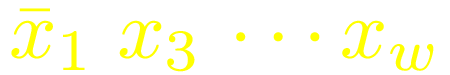 x̄₁ x₃ ⋯ x_w